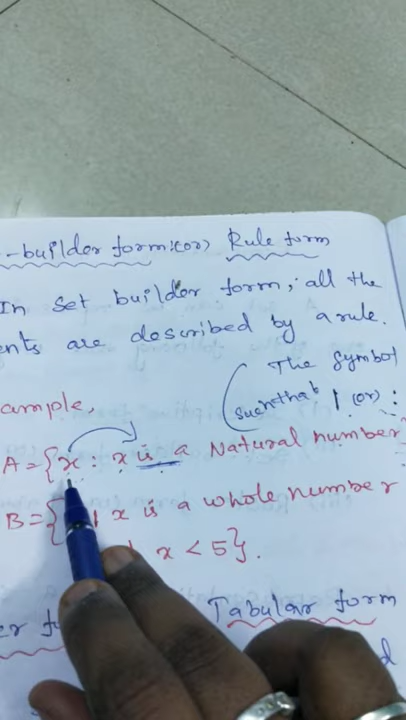 -builder form:(or) Rule form
In set builder form, all the
ents are described by a rule.
The symbol
such that | (or) :
ample,
A = {x : x is a Natural number
B = { | x is a whole number
x < 5}.
Tabular form
d